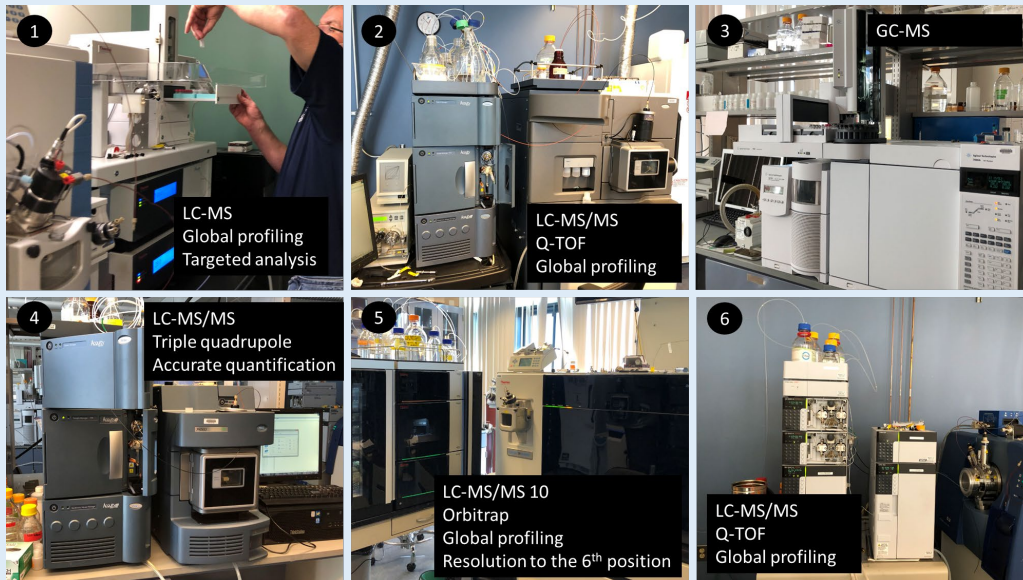 1
LC-MS
Global profiling
Targeted analysis
2
LC-MS/MS
Q-TOF
Global profiling
3
GC-MS
4
LC-MS/MS
Triple quadrupole
Accurate quantification
5
LC-MS/MS 10
Orbitrap
Global profiling
Resolution to the 6th position
6
LC-MS/MS
Q-TOF
Global profiling